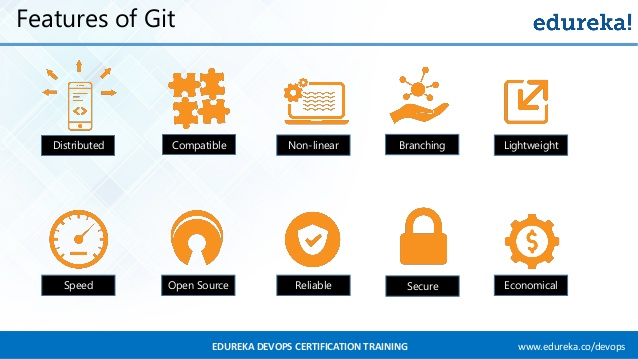 Features of Git
edureka!
Distributed
Compatible
Non-linear
Branching
Lightweight
Speed
Open Source
Reliable
Secure
Economical
EDUREKA DEVOPS CERTIFICATION TRAINING
www.edureka.co/devops